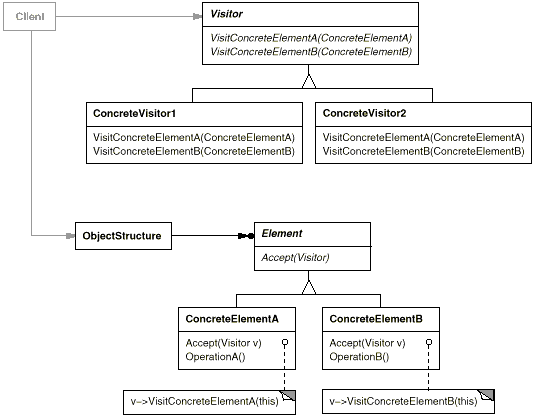 Client
Visitor
VisitConcreteElementA(ConcreteElementA)
VisitConcreteElementB(ConcreteElementB)
ConcreteVisitor1
VisitConcreteElementA(ConcreteElementA)
VisitConcreteElementB(ConcreteElementB)
ConcreteVisitor2
VisitConcreteElementA(ConcreteElementA)
VisitConcreteElementB(ConcreteElementB)
ObjectStructure
Element
Accept(Visitor)
ConcreteElementA
Accept(Visitor v)
OperationA()
ConcreteElementB
Accept(Visitor v)
OperationB()
v->VisitConcreteElementA(this)
v->VisitConcreteElementB(this)